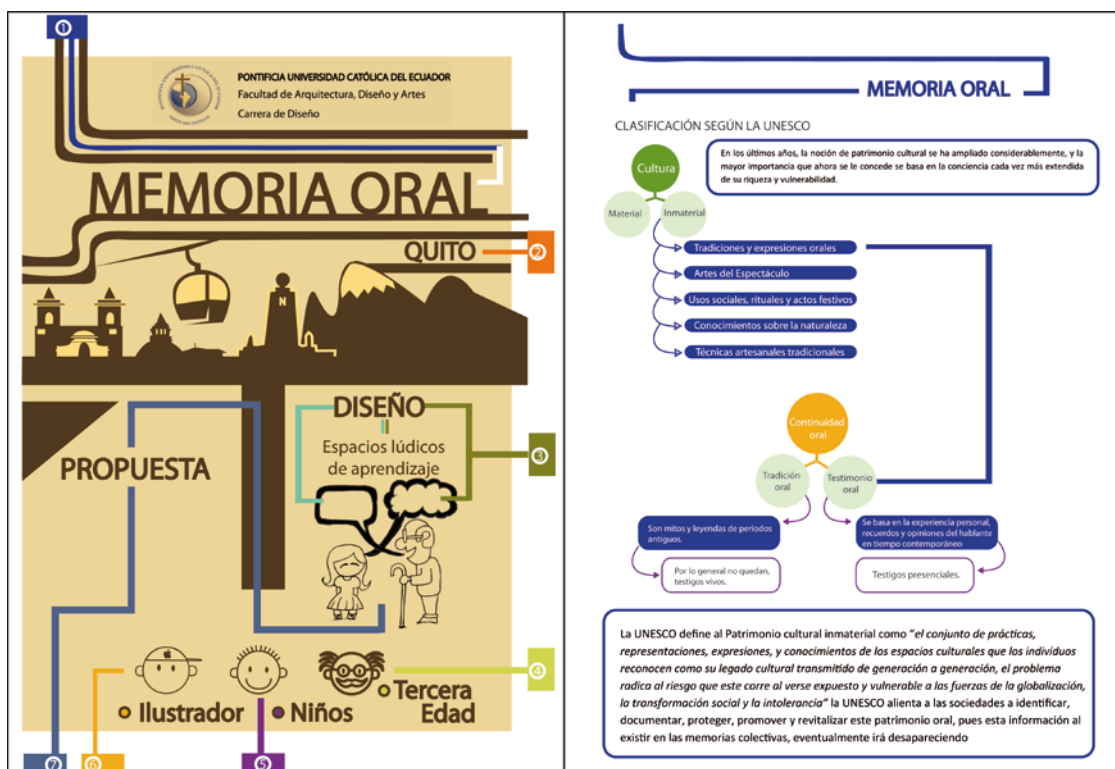 1
PONTIFICIA UNIVERSIDAD CATÓLICA DEL ECUADOR
Facultad de Arquitectura, Diseño y Artes
Carrera de Diseño
MEMORIA ORAL
QUITO
2
N
DISEÑO
Espacios lúdicos
de aprendizaje
3
PROPUESTA
4
Tercera
Edad
Niños
Ilustrador
7
6
5
MEMORIA ORAL
CLASIFICACIÓN SEGÚN LA UNESCO
En los últimos años, la noción de patrimonio cultural se ha ampliado considerablemente, y la
mayor importancia que ahora se le concede se basa en la conciencia cada vez más extendida
de su riqueza y vulnerabilidad.
Cultura
Material
Inmaterial
Tradiciones y expresiones orales
Artes del Espectáculo
Usos sociales, rituales y actos festivos
Conocimientos sobre la naturaleza
Técnicas artesanales tradicionales
Continuidad
oral
Tradición
oral
Testimonio
oral
Son mitos y leyendas de periodos
antiguos.
Se basa en la experiencia personal,
recuerdos y opiniones del hablante
en tiempo contemporáneo
Por lo general no quedan,
testigos vivos.
Testigos presenciales.
La UNESCO define al Patrimonio cultural inmaterial como "el conjunto de prácticas,
representaciones, expresiones, y conocimientos de los espacios culturales que los individuos
reconocen como su legado cultural transmitido de generación a generación, el problema
radica al riesgo que este corre al verse expuesto y vulnerable a las fuerzas de la globalización,
la transformación social y la intolerancia" la UNESCO alienta a las sociedades a identificar,
documentar, proteger, promover y revitalizar este patrimonio oral, pues esta información al
existir en las memorias colectivas, eventualmente irá desapareciendo